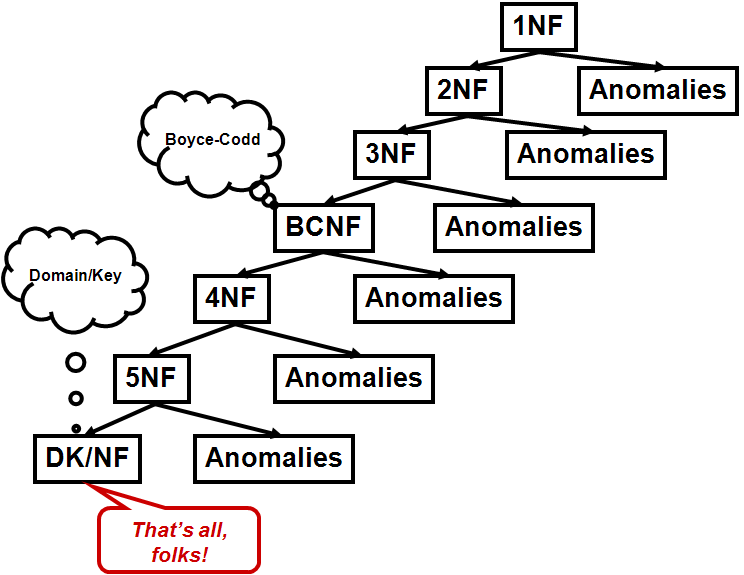 1NF
2NF
Anomalies
Boyce-Codd
3NF
Anomalies
BCNF
Anomalies
Domain/Key
4NF
Anomalies
5NF
Anomalies
DK/NF
Anomalies
That's all,
folks!